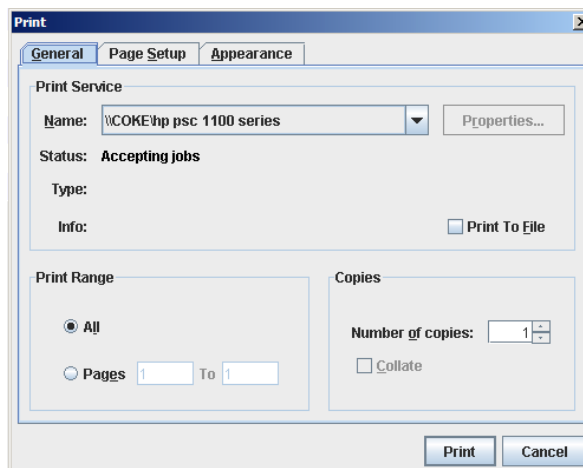 Print
General Page Setup Appearance
Print Service
Name: \\COKE\hp psc 1100 series Properties...
Status: Accepting jobs
Type:
Info: Print To File
Print Range Copies
All
Number of copies: 1
Pages 1 To 1 Collate
Print Cancel